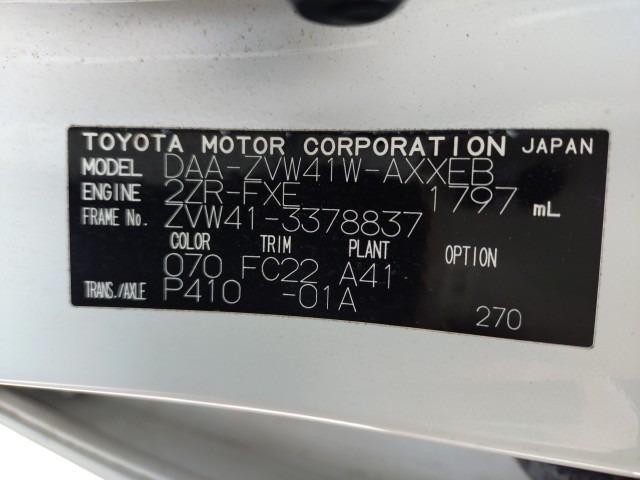 TOYOTA MOTOR CORPORATION JAPAN
MODEL DAA-ZVW41W-AXXEB
ENGINE 2ZR-FXE 1797 mL
FRAME No. ZVW41-3378837
COLOR TRIM PLANT OPTION
070 FC22 A41
TRANS./AXLE P410 -01A
270